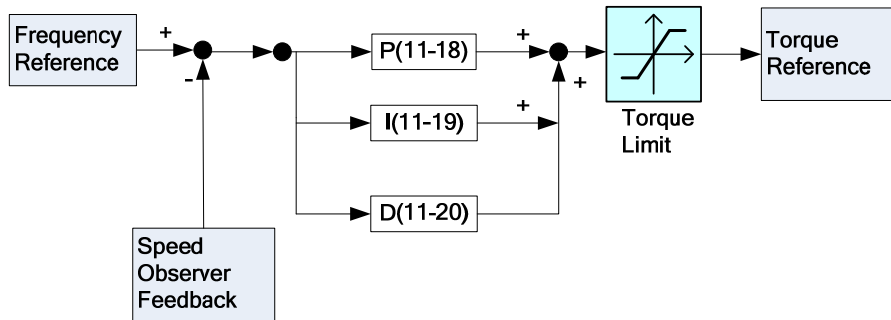 Frequency
Reference
+
-
P(11-18)
+
I(11-19)
+
D(11-20)
+
Torque
Limit
Torque
Reference
Speed
Observer
Feedback